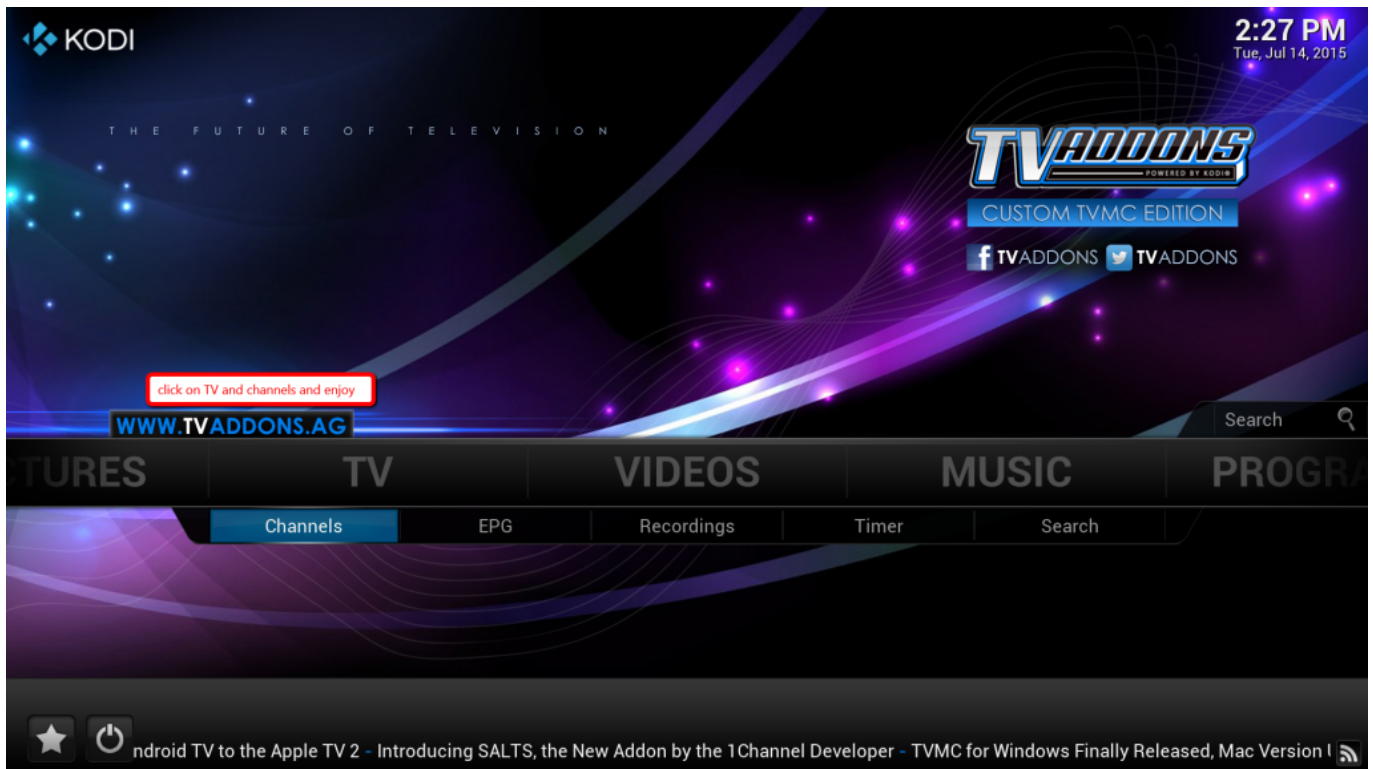 KODI
2:27 PM
Tue, Jul 14, 2015
THE FUTURE OF TELEVISION
TVADDONS
POWERED BY KODI®
CUSTOM TVMC EDITION
f TVADDONS TVADDONS
click on TV and channels and enjoy
WWW.TVADDONS.AG
Search
TURES TV VIDEOS MUSIC PROGRA
Channels EPG Recordings Timer Search
ndroid TV to the Apple TV 2 - Introducing SALTS, the New Addon by the 1Channel Developer - TVMC for Windows Finally Released, Mac Version